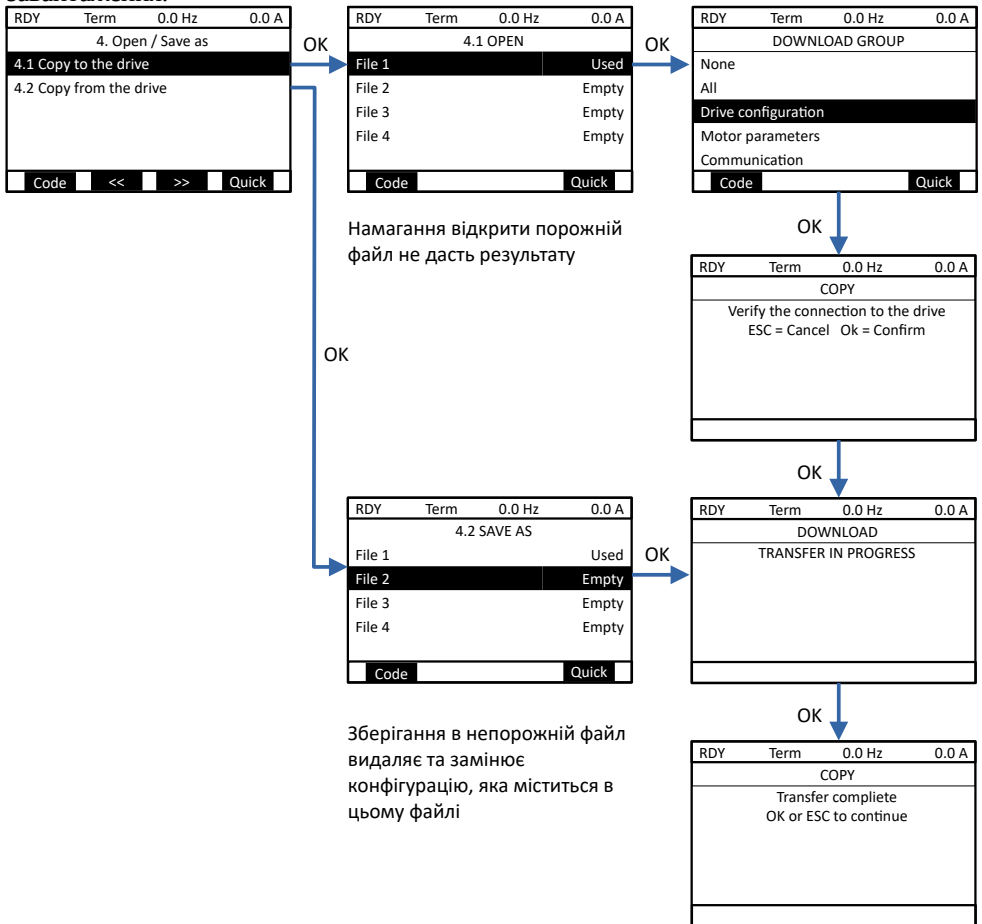 RDY Term 0.0 Hz 0.0 A
4. Open / Save as
4.1 Copy to the drive
4.2 Copy from the drive
Code << >> Quick
OK
RDY Term 0.0 Hz 0.0 A
4.1 OPEN
File 1 Used
File 2 Empty
File 3 Empty
File 4 Empty
Code Quick
OK
RDY Term 0.0 Hz 0.0 A
DOWNLOAD GROUP
None
All
Drive configuration
Motor parameters
Communication
Code Quick
Намагання відкрити порожній
файл не дасть результату
OK
RDY Term 0.0 Hz 0.0 A
COPY
Verify the connection to the drive
ESC = Cancel Ok = Confirm
OK
OK
RDY Term 0.0 Hz 0.0 A
4.2 SAVE AS
File 1 Used
File 2 Empty
File 3 Empty
File 4 Empty
Code Quick
OK
RDY Term 0.0 Hz 0.0 A
DOWNLOAD
TRANSFER IN PROGRESS
Зберігання в непорожній файл
видаляє та замінює
конфігурацію, яка міститься в
цьому файлі
OK
RDY Term 0.0 Hz 0.0 A
COPY
Transfer compliete
OK or ESC to continue